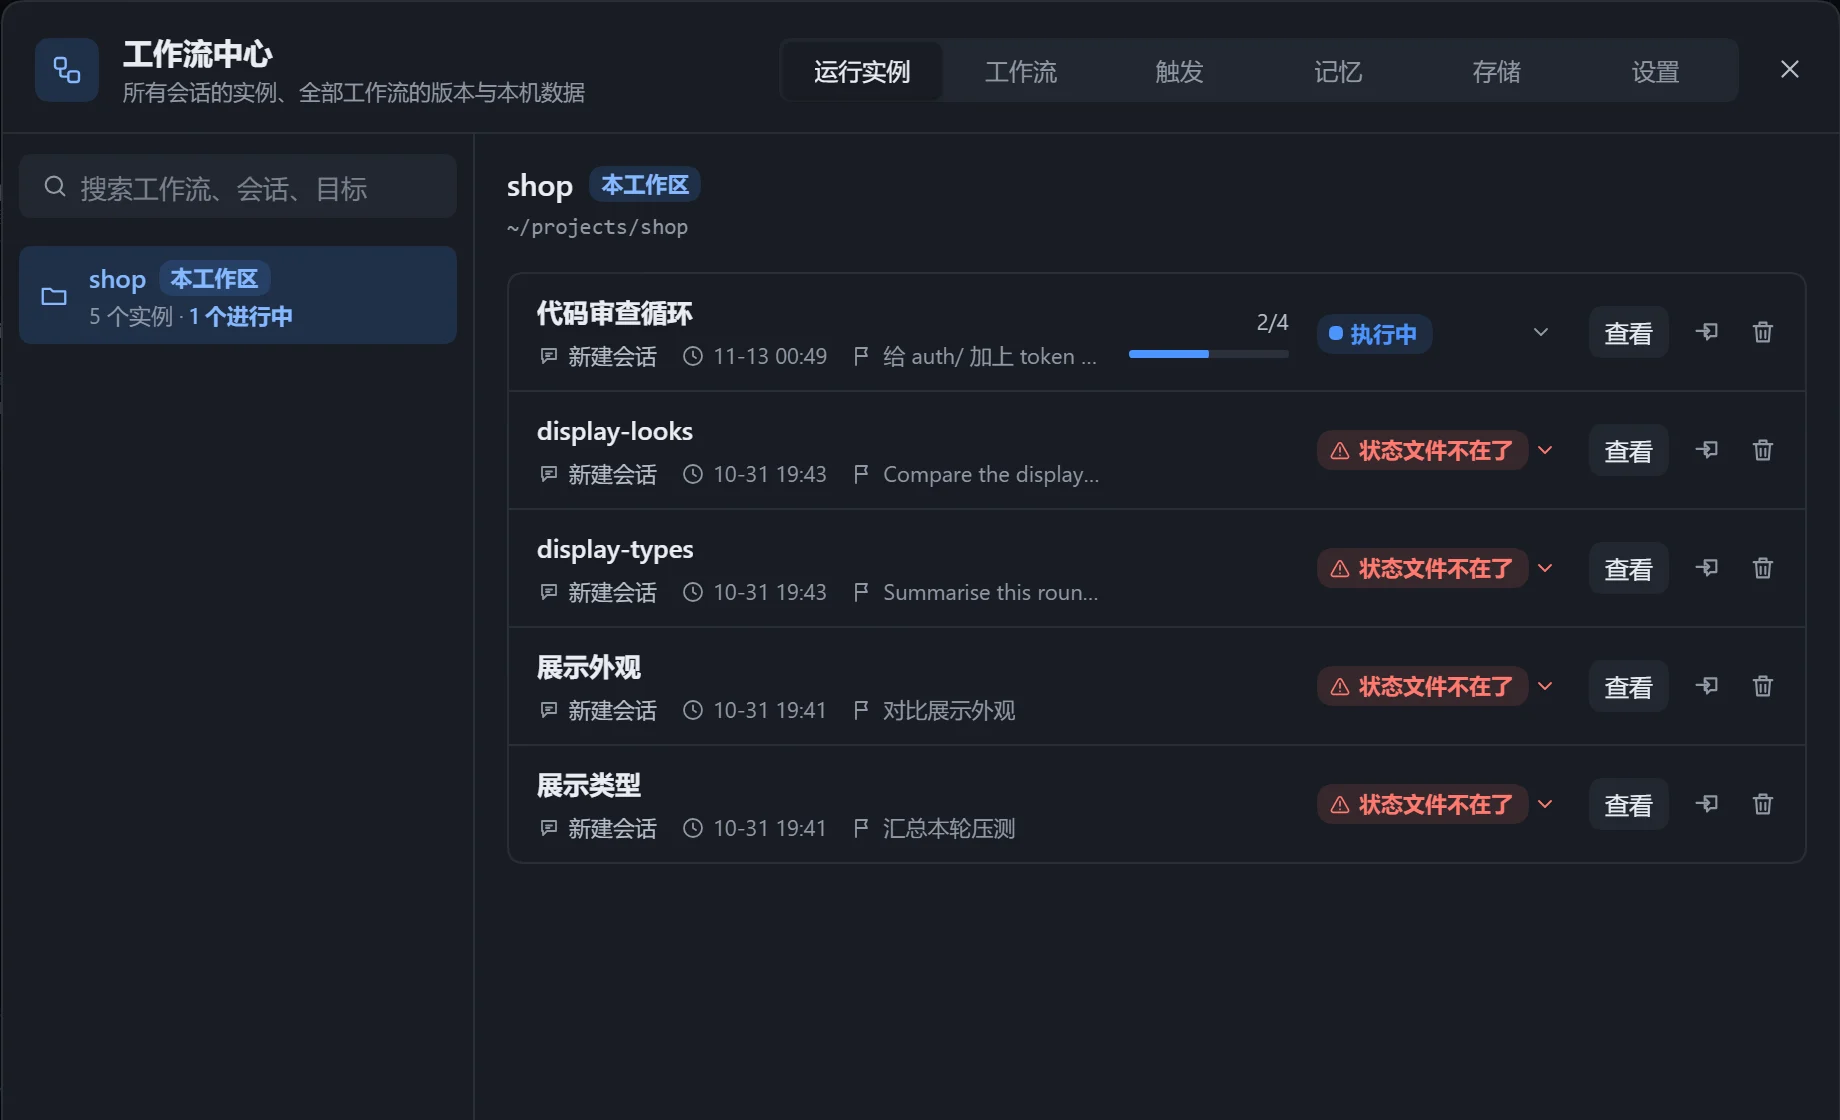 工作流中心
所有会话的实例、全部工作流的版本与本机数据
运行实例 工作流 触发 记忆 存储 设置
搜索工作流、会话、目标
shop 本工作区
5 个实例 · 1 个进行中
shop 本工作区
~/projects/shop
代码审查循环
新建会话 11-13 00:49 给 auth/ 加上 token ...
2/4
执行中
查看
display-looks
新建会话 10-31 19:43 Compare the display...
状态文件不在了
查看
display-types
新建会话 10-31 19:43 Summarise this roun...
状态文件不在了
查看
展示外观
新建会话 10-31 19:41 对比展示外观
状态文件不在了
查看
展示类型
新建会话 10-31 19:41 汇总本轮压测
状态文件不在了
查看